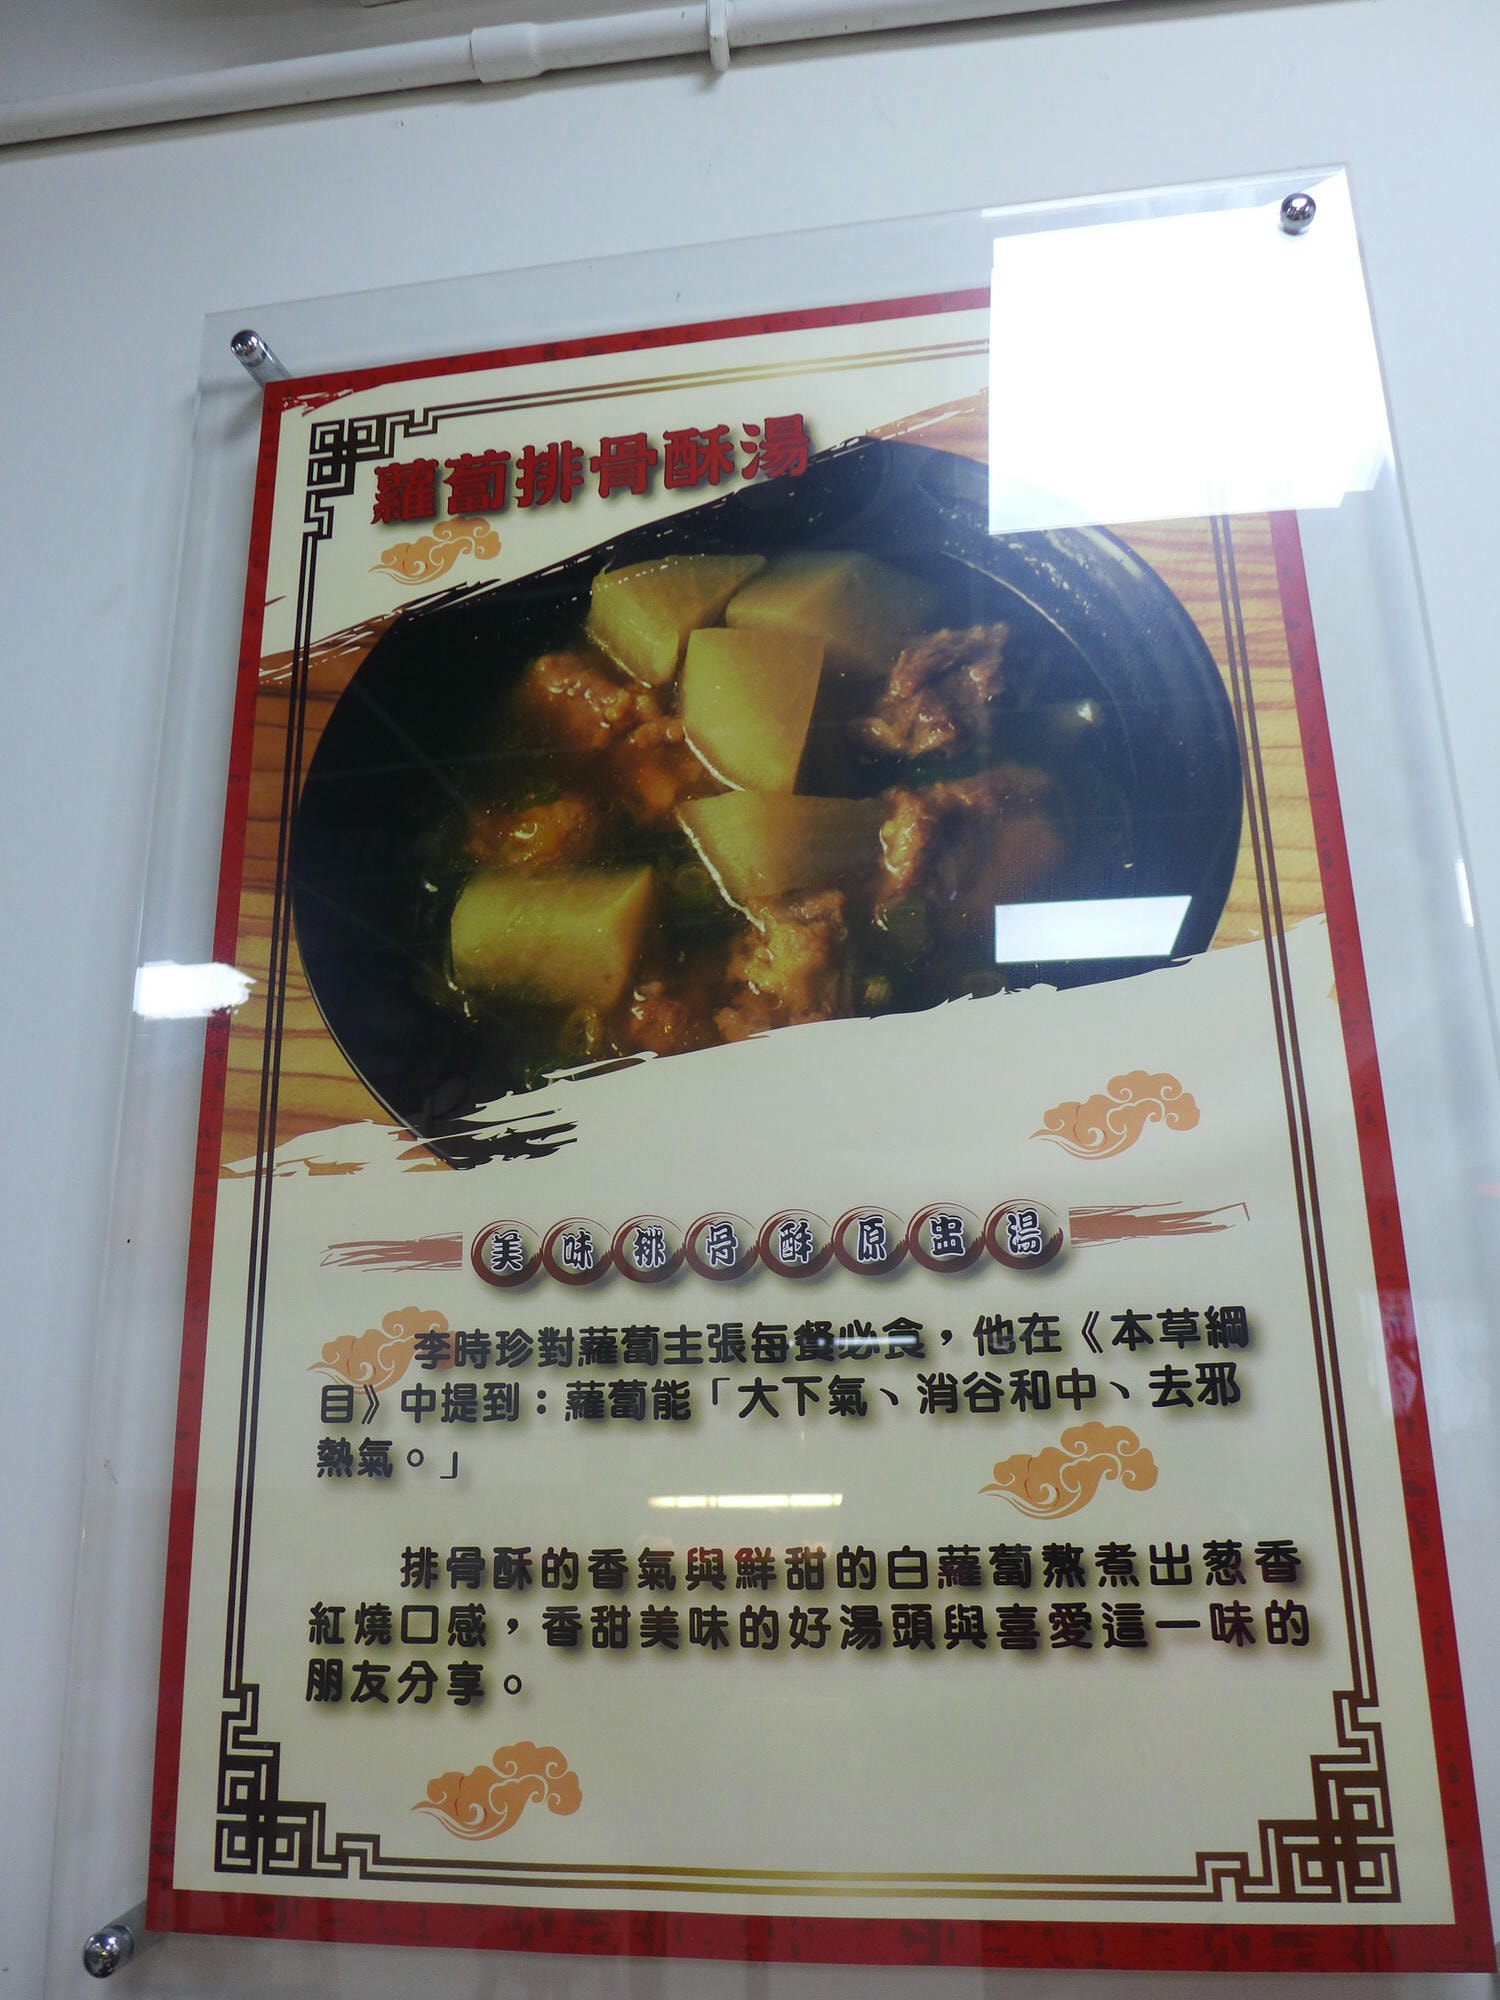 蘿蔔排骨酥湯
美味排骨酥原盅湯
李時珍對蘿蔔主張每餐必食，他在《本草綱
目》中提到：蘿蔔能「大下氣、消谷和中、去邪
熱氣。」
排骨酥的香氣與鮮甜的白蘿蔔熬煮出葱香
紅燒口感，香甜美味的好湯頭與喜愛這一味的
朋友分享。